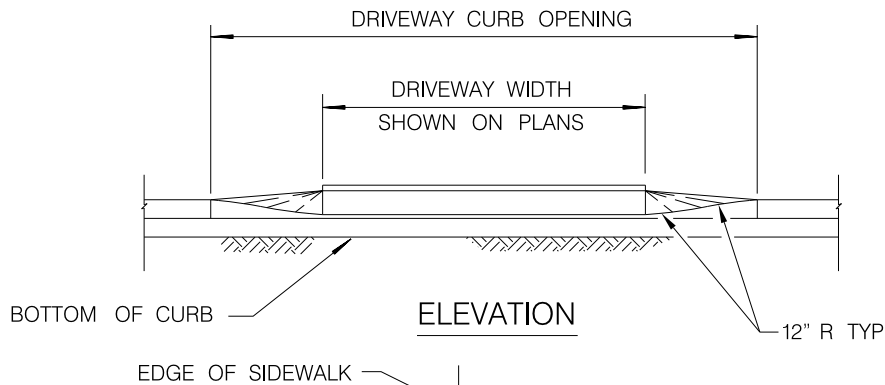 DRIVEWAY CURB OPENING
DRIVEWAY WIDTH
SHOWN ON PLANS
BOTTOM OF CURB
ELEVATION
12" R TYP
EDGE OF SIDEWALK